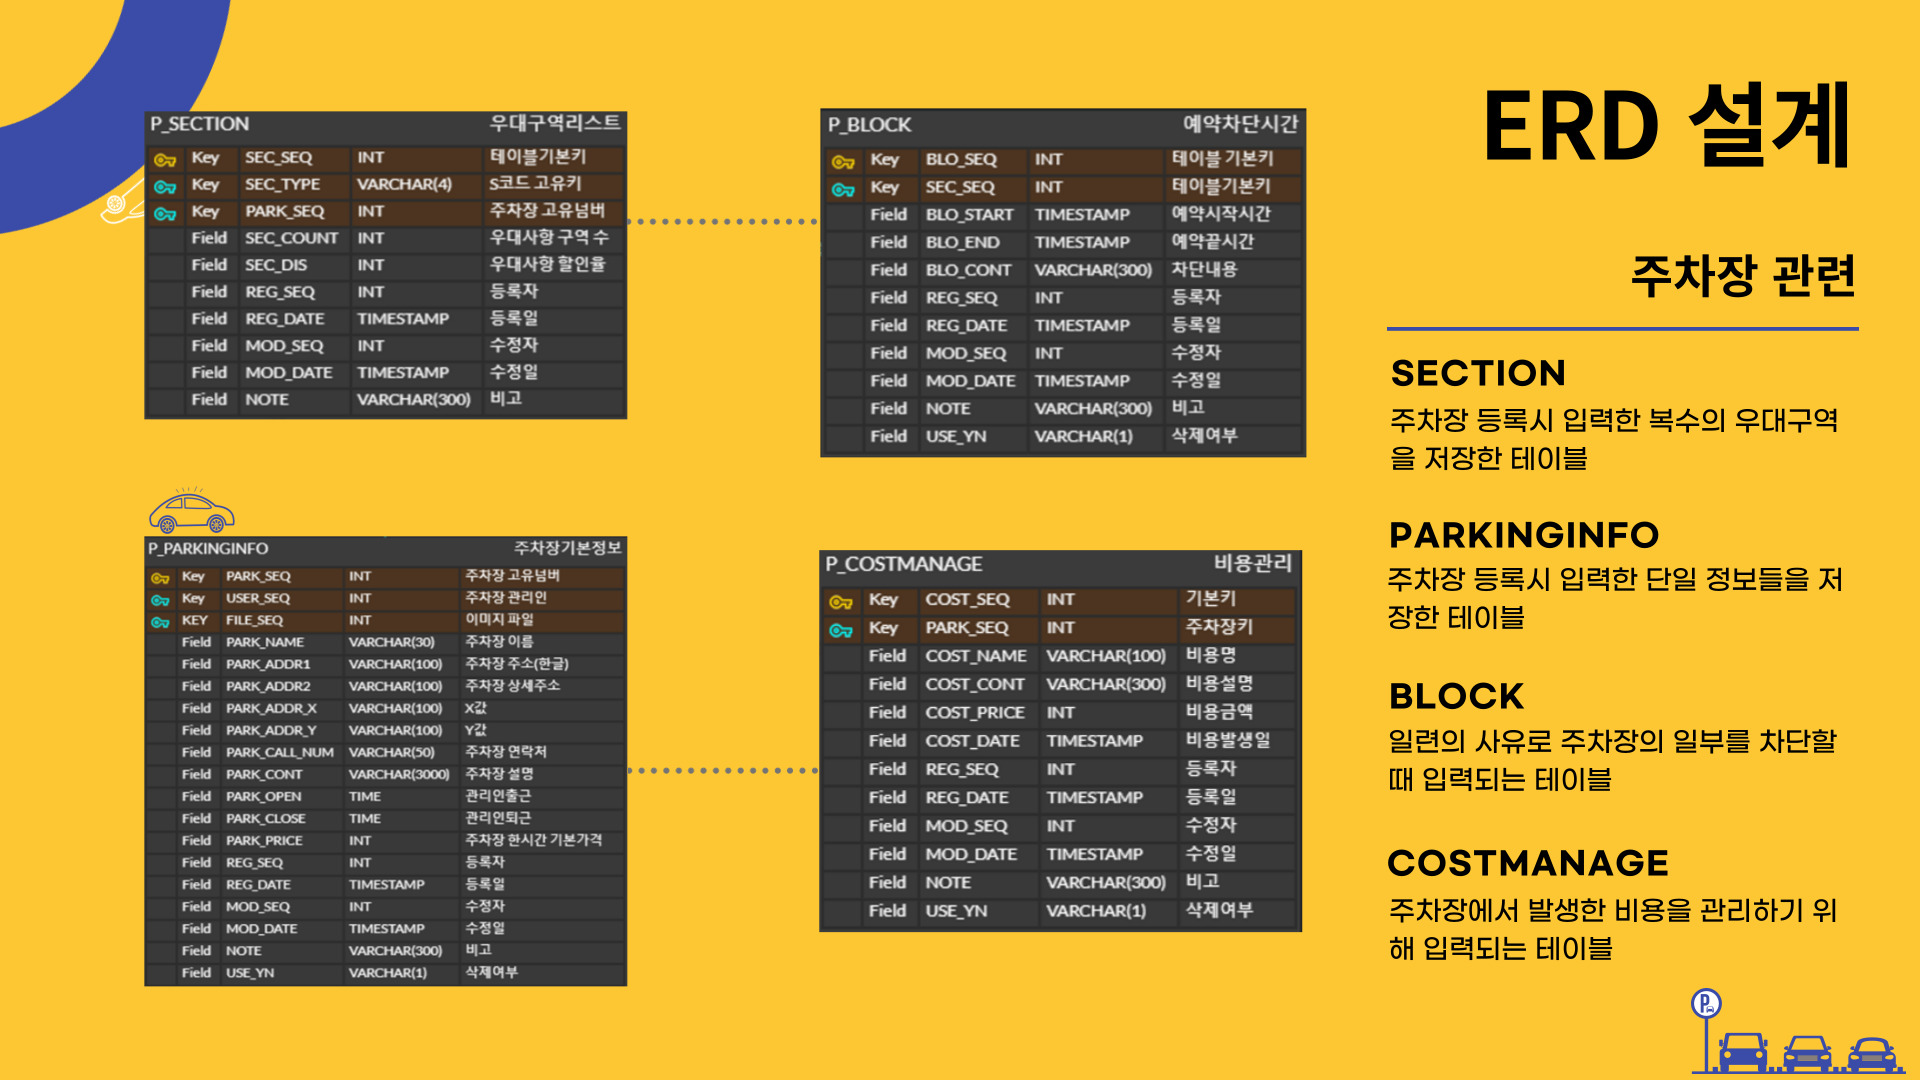 ERD 설계
주차장 관련
P_SECTION 우대구역리스트
Key SEC_SEQ INT 테이블기본키
Key SEC_TYPE VARCHAR(4) S코드 고유키
Key PARK_SEQ INT 주차장 고유넘버
Field SEC_COUNT INT 우대사항 구역 수
Field SEC_DIS INT 우대사항 할인율
Field REG_SEQ INT 등록자
Field REG_DATE TIMESTAMP 등록일
Field MOD_SEQ INT 수정자
Field MOD_DATE TIMESTAMP 수정일
Field NOTE VARCHAR(300) 비고
P_BLOCK 예약차단시간
Key BLO_SEQ INT 테이블 기본키
Key SEC_SEQ INT 테이블기본키
Field BLO_START TIMESTAMP 예약시작시간
Field BLO_END TIMESTAMP 예약끝시간
Field BLO_CONT VARCHAR(300) 차단내용
Field REG_SEQ INT 등록자
Field REG_DATE TIMESTAMP 등록일
Field MOD_SEQ INT 수정자
Field MOD_DATE TIMESTAMP 수정일
Field NOTE VARCHAR(300) 비고
Field USE_YN VARCHAR(1) 삭제여부
P_PARKINGINFO 주차장기본정보
Key PARK_SEQ INT 주차장 고유넘버
Key USER_SEQ INT 주차장 관리인
KEY FILE_SEQ INT 이미지 파일
Field PARK_NAME VARCHAR(30) 주차장 이름
Field PARK_ADDR1 VARCHAR(100) 주차장 주소(한글)
Field PARK_ADDR2 VARCHAR(100) 주차장 상세주소
Field PARK_ADDR_X VARCHAR(100) X값
Field PARK_ADDR_Y VARCHAR(100) Y값
Field PARK_CALL_NUM VARCHAR(50) 주차장 연락처
Field PARK_CONT VARCHAR(3000) 주차장 설명
Field PARK_OPEN TIME 관리인출근
Field PARK_CLOSE TIME 관리인퇴근
Field PARK_PRICE INT 주차장 한시간 기본가격
Field REG_SEQ INT 등록자
Field REG_DATE TIMESTAMP 등록일
Field MOD_SEQ INT 수정자
Field MOD_DATE TIMESTAMP 수정일
Field NOTE VARCHAR(300) 비고
Field USE_YN VARCHAR(1) 삭제여부
P_COSTMANAGE 비용관리
Key COST_SEQ INT 기본키
Key PARK_SEQ INT 주차장키
Field COST_NAME VARCHAR(100) 비용명
Field COST_CONT VARCHAR(300) 비용설명
Field COST_PRICE INT 비용금액
Field COST_DATE TIMESTAMP 비용발생일
Field REG_SEQ INT 등록자
Field REG_DATE TIMESTAMP 등록일
Field MOD_SEQ INT 수정자
Field MOD_DATE TIMESTAMP 수정일
Field NOTE VARCHAR(300) 비고
Field USE_YN VARCHAR(1) 삭제여부
SECTION
주차장 등록시 입력한 복수의 우대구역
을 저장한 테이블
PARKINGINFO
주차장 등록시 입력한 단일 정보들을 저
장한 테이블
BLOCK
일련의 사유로 주차장의 일부를 차단할
때 입력되는 테이블
COSTMANAGE
주차장에서 발생한 비용을 관리하기 위
해 입력되는 테이블
P